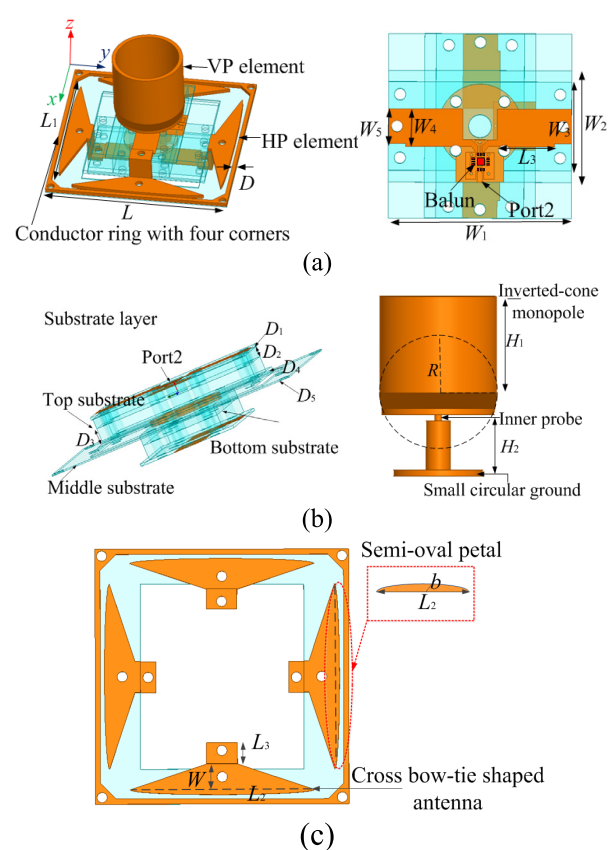 z
y
x
VP element
HP element
L1
D
L
Conductor ring with four corners
W5
W4
W3
W2
L3
Balun
Port2
W1
(a)
Substrate layer
Port2
D1
D2
D4
D5
Top substrate
D3
Bottom substrate
Middle substrate
Inverted-cone
monopole
H1
R
Inner probe
H2
Small circular ground
(b)
Semi-oval petal
b
L2
L3
W
L2
Cross bow-tie shaped
antenna
(c)